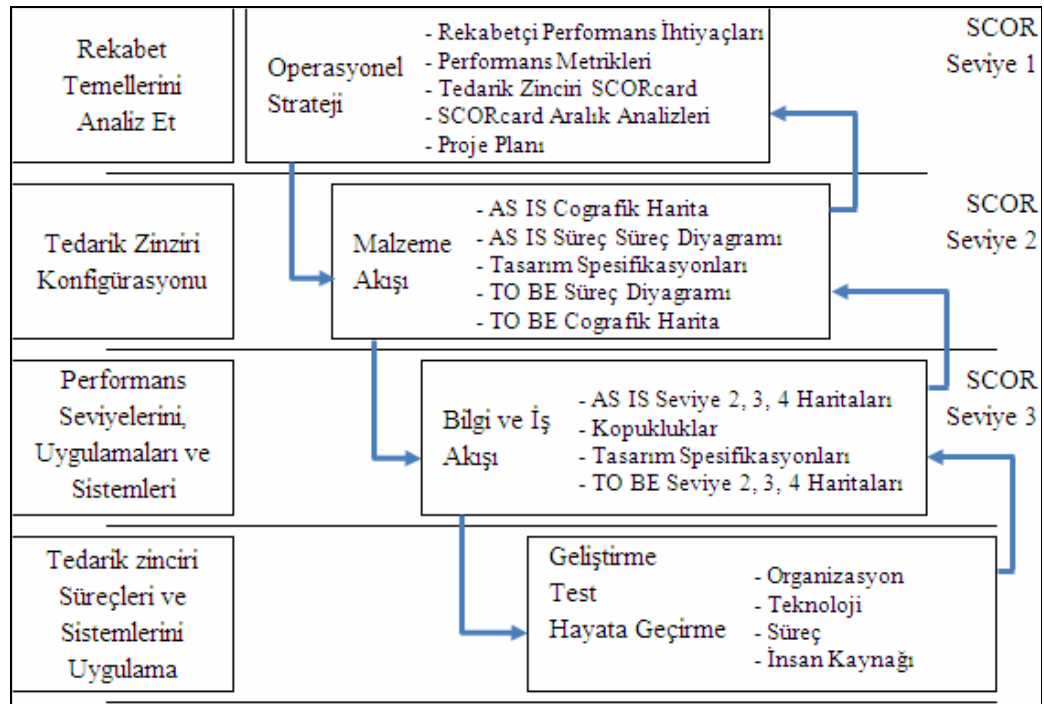 Rekabet
Temellerini
Analiz Et
Operasyonel
Strateji
- Rekabetçi Performans İhtiyaçları
- Performans Metrikleri
- Tedarik Zinciri SCORcard
- SCORcard Aralık Analizleri
- Proje Planı
SCOR
Seviye 1
Tedarik Zinziri
Konfigürasyonu
Malzeme
Akışı
- AS IS Cografik Harita
- AS IS Süreç Süreç Diyagramı
- Tasarım Spesifikasyonları
- TO BE Süreç Diyagramı
- TO BE Cografik Harita
SCOR
Seviye 2
Performans
Seviyelerini,
Uygulamaları ve
Sistemleri
Bilgi ve İş
Akışı
- AS IS Seviye 2, 3, 4 Haritaları
- Kopukluklar
- Tasarım Spesifikasyonları
- TO BE Seviye 2, 3, 4 Haritaları
SCOR
Seviye 3
Tedarik zinciri
Süreçleri ve
Sistemlerini
Uygulama
Geliştirme
Test
Hayata Geçirme
- Organizasyon
- Teknoloji
- Süreç
- İnsan Kaynağı